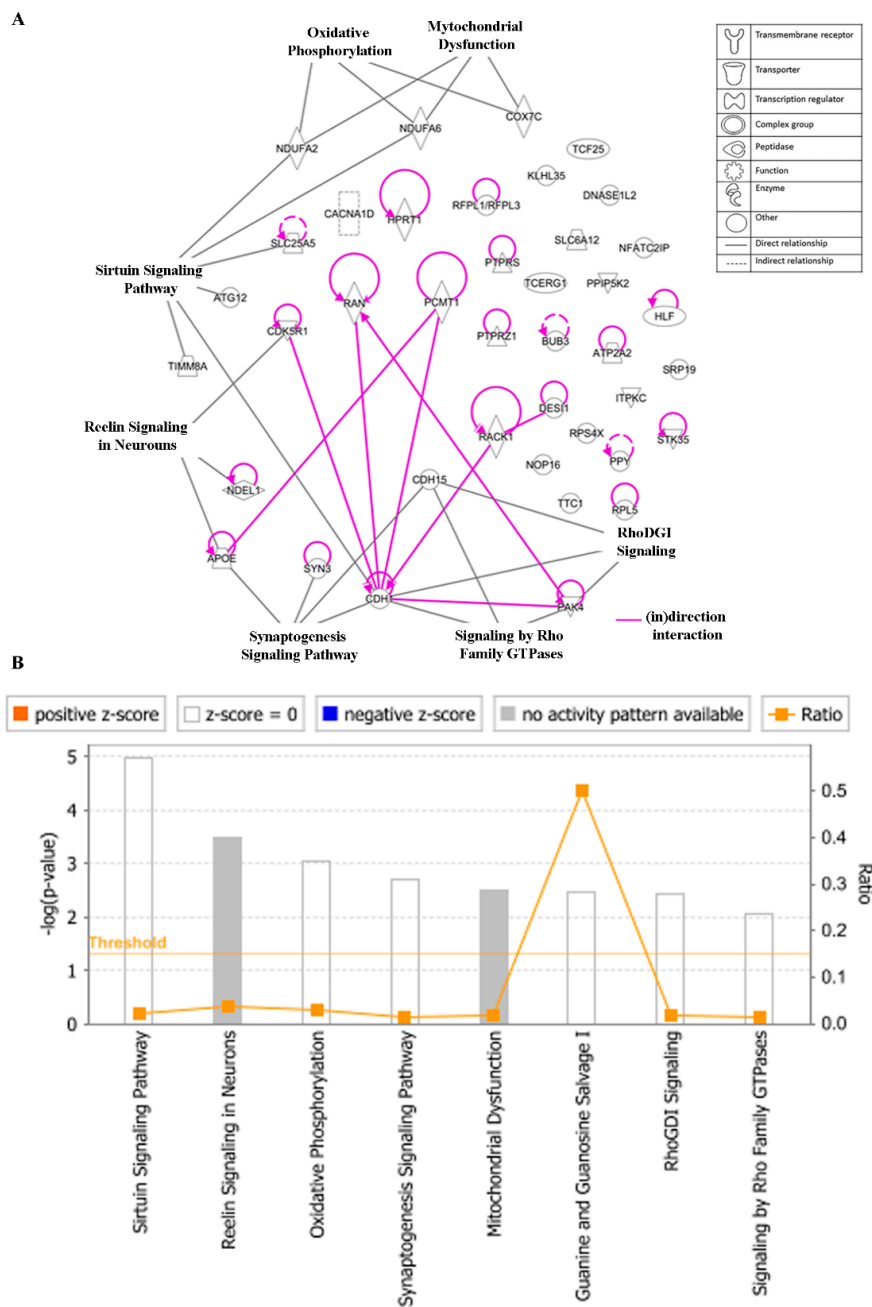 A
Oxidative
Phosphorylation
Mytochondrial
Dysfunction
Transmembrane receptor
Transporter
Transcription regulator
Complex group
Peptidase
Function
Enzyme
Other
Direct relationship
Indirect relationship
COX7C
NDUFA6
NDUFA2
TCF25
KLHL35
DNASE1L2
CACNA1D
HPRT1
RFPL1/RFPL3
SLC25A5
SLC6A12
NFATC2IP
Sirtuin Signaling
Pathway
PTPRS
TCERG1
PPIP5K2
ATG12
RAN
PCMT1
HLF
CDK5R1
PTPRZ1
BUB3
ATP2A2
TIMM8A
SRP19
ITPKC
DESI1
Reelin Signaling
in Neurouns
RACK1
RPS4X
STK35
NOP16
PPY
CDH15
NDEL1
TTC1
RPL5
RhoDGI
Signaling
APOE
SYN3
CDH1
PAK4
(in)direction
interaction
Synaptogenesis
Signaling Pathway
Signaling by Rho
Family GTPases
B
positive z-score
z-score = 0
negative z-score
no activity pattern available
Ratio
5
4
3
2
1
0
-log(p-value)
Threshold
0.5
0.4
0.3
0.2
0.1
0.0
Ratio
Sirtuin Signaling Pathway
Reelin Signaling in Neurons
Oxidative Phosphorylation
Synaptogenesis Signaling Pathway
Mitochondrial Dysfunction
Guanine and Guanosine Salvage I
RhoGDI Signaling
Signaling by Rho Family GTPases